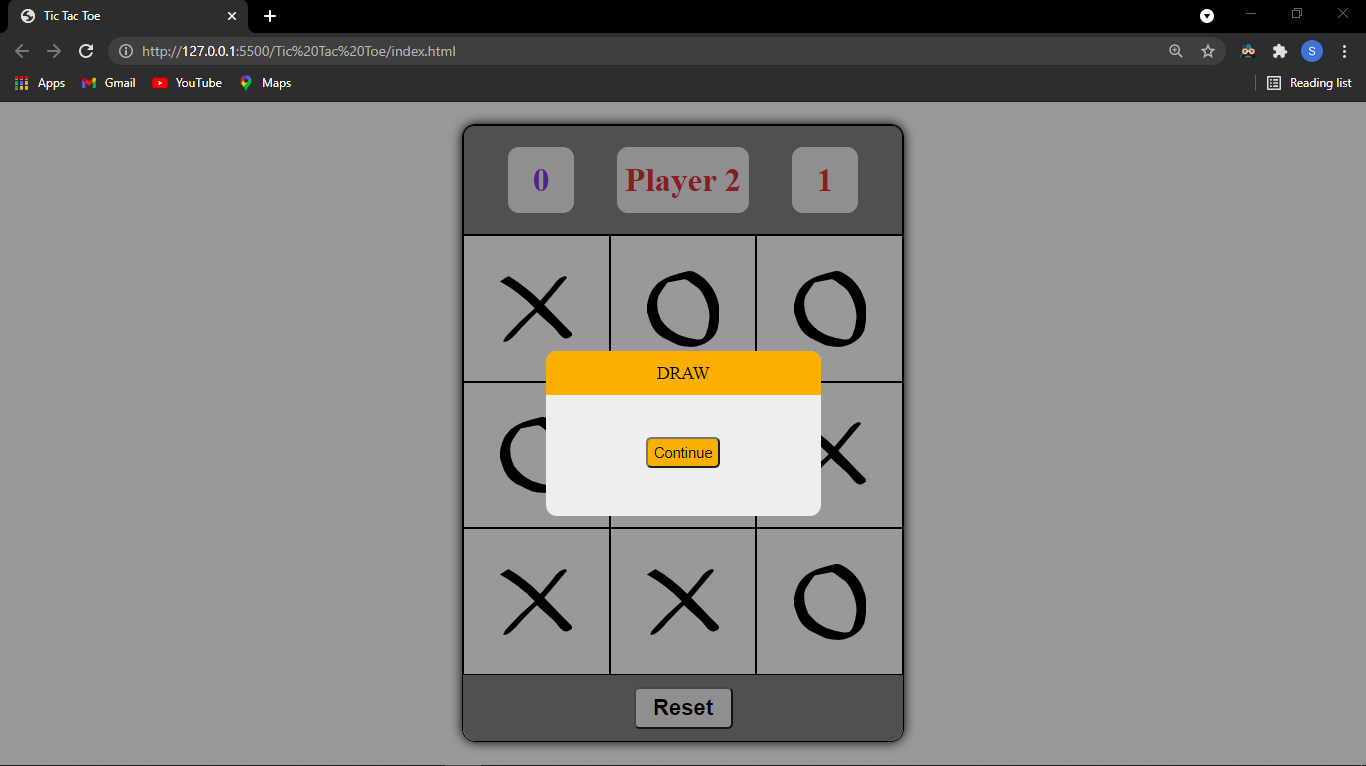 Tic Tac Toe
http://127.0.0.1:5500/Tic%20Tac%20Toe/index.html
S
Apps Gmail YouTube Maps Reading list
0 Player 2 1
X O O
DRAW
Continue
X X O
Reset